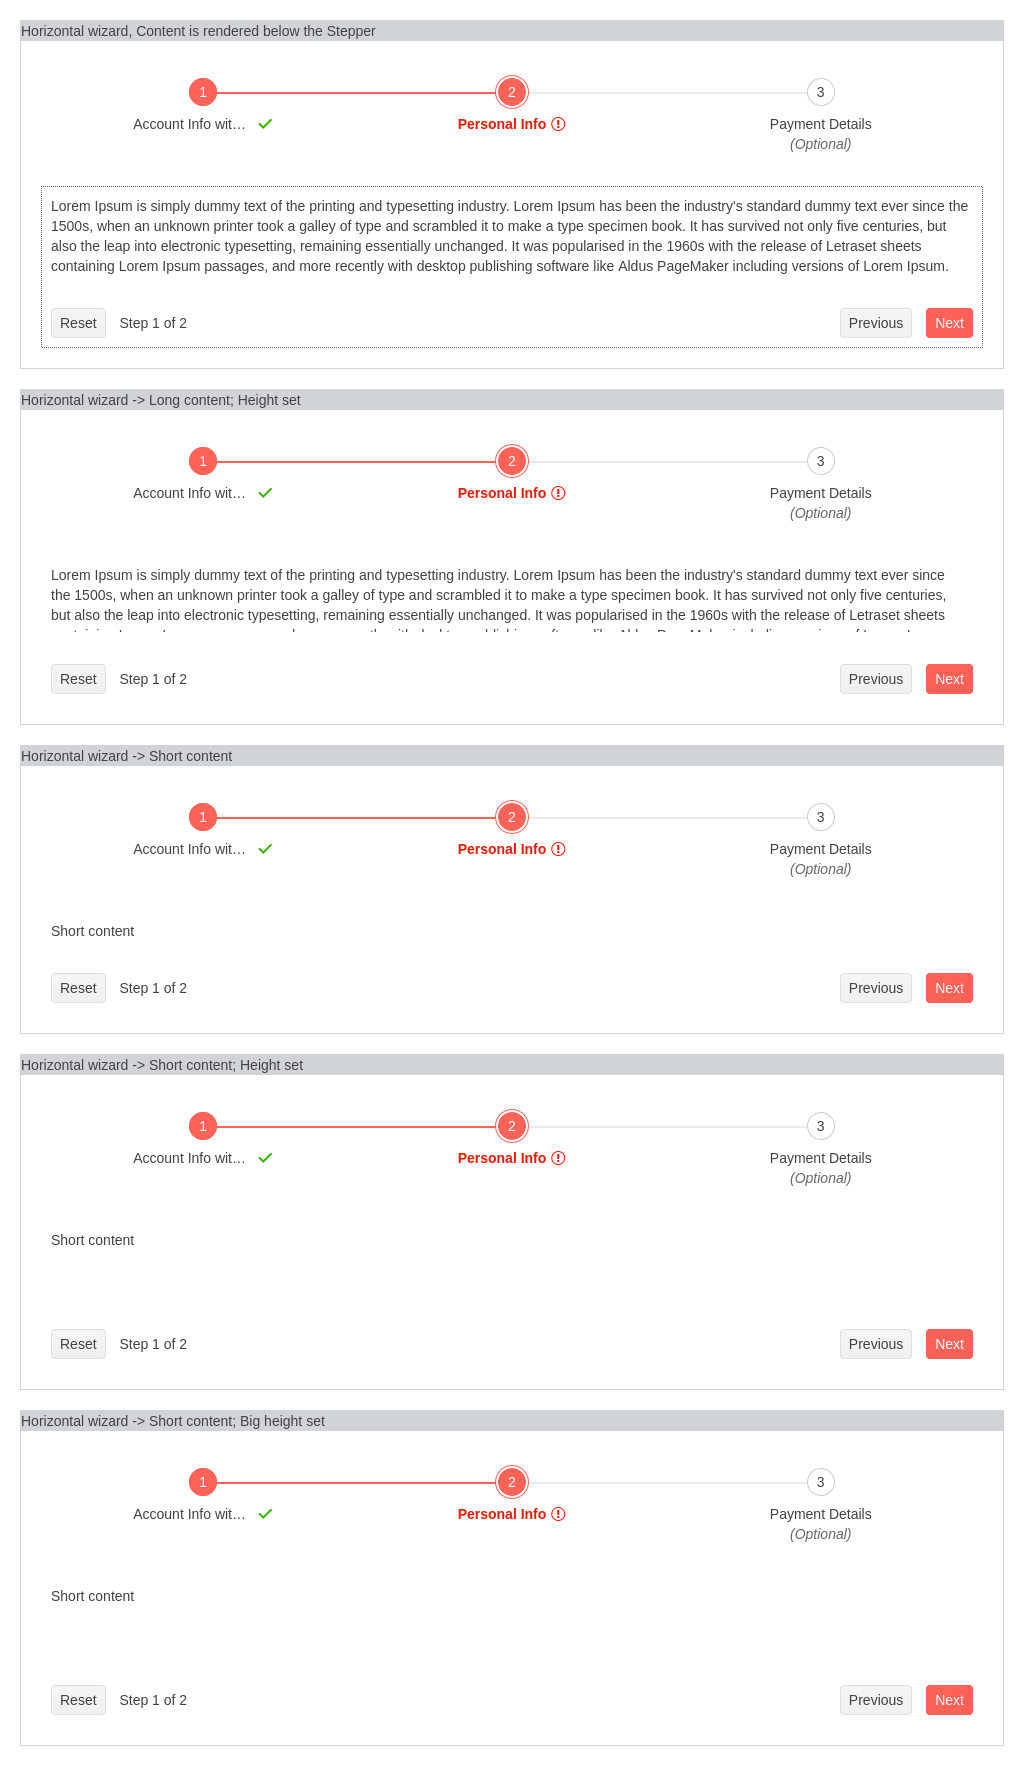 Horizontal wizard, Content is rendered below the Stepper
1 2 3
Account Info wit… Personal Info Payment Details
(Optional)
Lorem Ipsum is simply dummy text of the printing and typesetting industry. Lorem Ipsum has been the industry's standard dummy text ever since the
1500s, when an unknown printer took a galley of type and scrambled it to make a type specimen book. It has survived not only five centuries, but
also the leap into electronic typesetting, remaining essentially unchanged. It was popularised in the 1960s with the release of Letraset sheets
containing Lorem Ipsum passages, and more recently with desktop publishing software like Aldus PageMaker including versions of Lorem Ipsum.
Reset Step 1 of 2 Previous Next
Horizontal wizard -> Long content; Height set
1 2 3
Account Info wit… Personal Info Payment Details
(Optional)
Lorem Ipsum is simply dummy text of the printing and typesetting industry. Lorem Ipsum has been the industry's standard dummy text ever since
the 1500s, when an unknown printer took a galley of type and scrambled it to make a type specimen book. It has survived not only five centuries,
but also the leap into electronic typesetting, remaining essentially unchanged. It was popularised in the 1960s with the release of Letraset sheets
Reset Step 1 of 2 Previous Next
Horizontal wizard -> Short content
1 2 3
Account Info wit… Personal Info Payment Details
(Optional)
Short content
Reset Step 1 of 2 Previous Next
Horizontal wizard -> Short content; Height set
1 2 3
Account Info wit… Personal Info Payment Details
(Optional)
Short content
Reset Step 1 of 2 Previous Next
Horizontal wizard -> Short content; Big height set
1 2 3
Account Info wit… Personal Info Payment Details
(Optional)
Short content
Reset Step 1 of 2 Previous Next